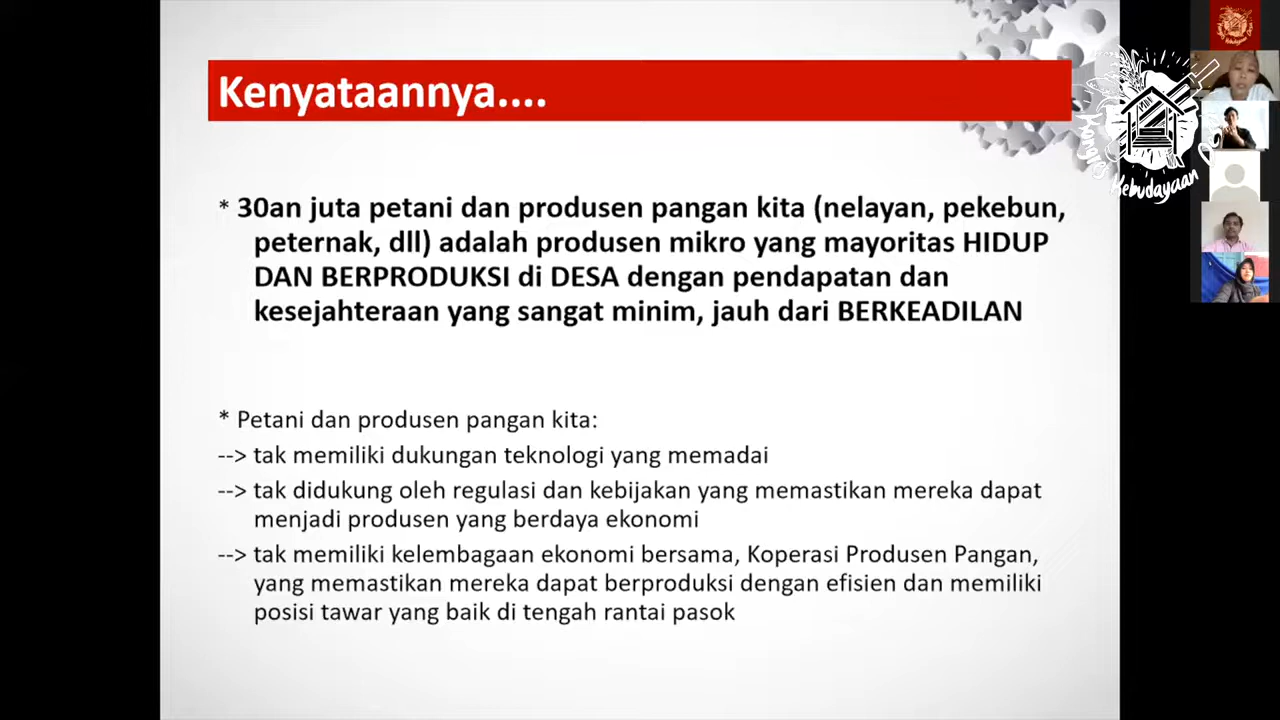 Kenyataannya....
* 30an juta petani dan produsen pangan kita (nelayan, pekebun,
peternak, dll) adalah produsen mikro yang mayoritas HIDUP
DAN BERPRODUKSI di DESA dengan pendapatan dan
kesejahteraan yang sangat minim, jauh dari BERKEADILAN
* Petani dan produsen pangan kita:
--> tak memiliki dukungan teknologi yang memadai
--> tak didukung oleh regulasi dan kebijakan yang memastikan mereka dapat
menjadi produsen yang berdaya ekonomi
--> tak memiliki kelembagaan ekonomi bersama, Koperasi Produsen Pangan,
yang memastikan mereka dapat berproduksi dengan efisien dan memiliki
posisi tawar yang baik di tengah rantai pasok
Kongres Kebudayaan